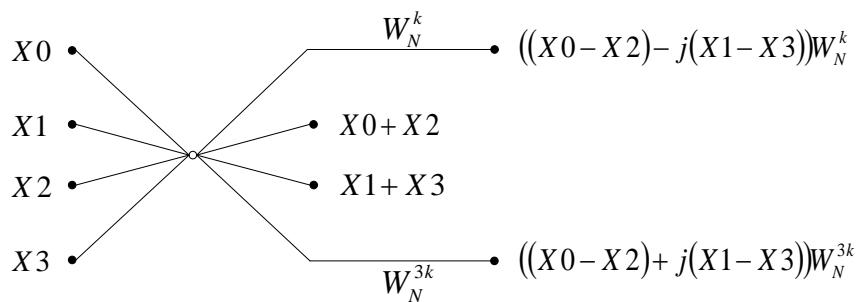 W_N^k
X0 ((X0−X2)−j(X1−X3))W_N^k
X1 X0+X2
X2 X1+X3
X3 ((X0−X2)+j(X1−X3))W_N^{3k}
W_N^{3k}